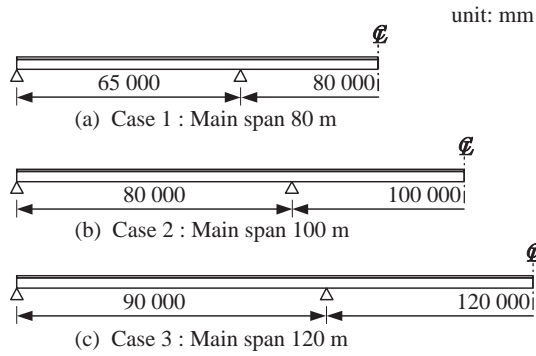 unit: mm
℄
65 000 80 000
(a) Case 1 : Main span 80 m
℄
80 000 100 000
(b) Case 2 : Main span 100 m
℄
90 000 120 000
(c) Case 3 : Main span 120 m